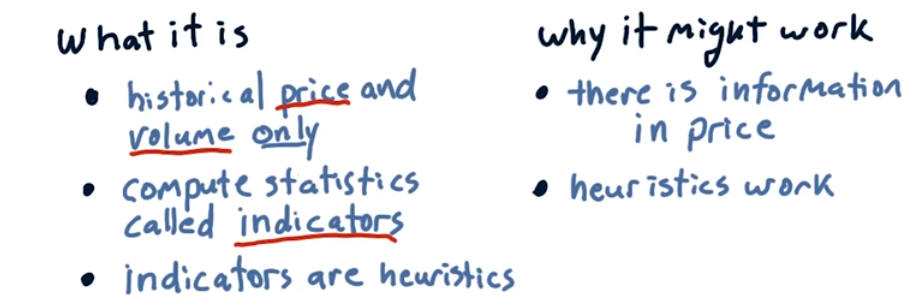 what it is
• historical price and
volume only
• compute statistics
called indicators
• indicators are heuristics
why it might work
• there is information
in price
• heuristics work